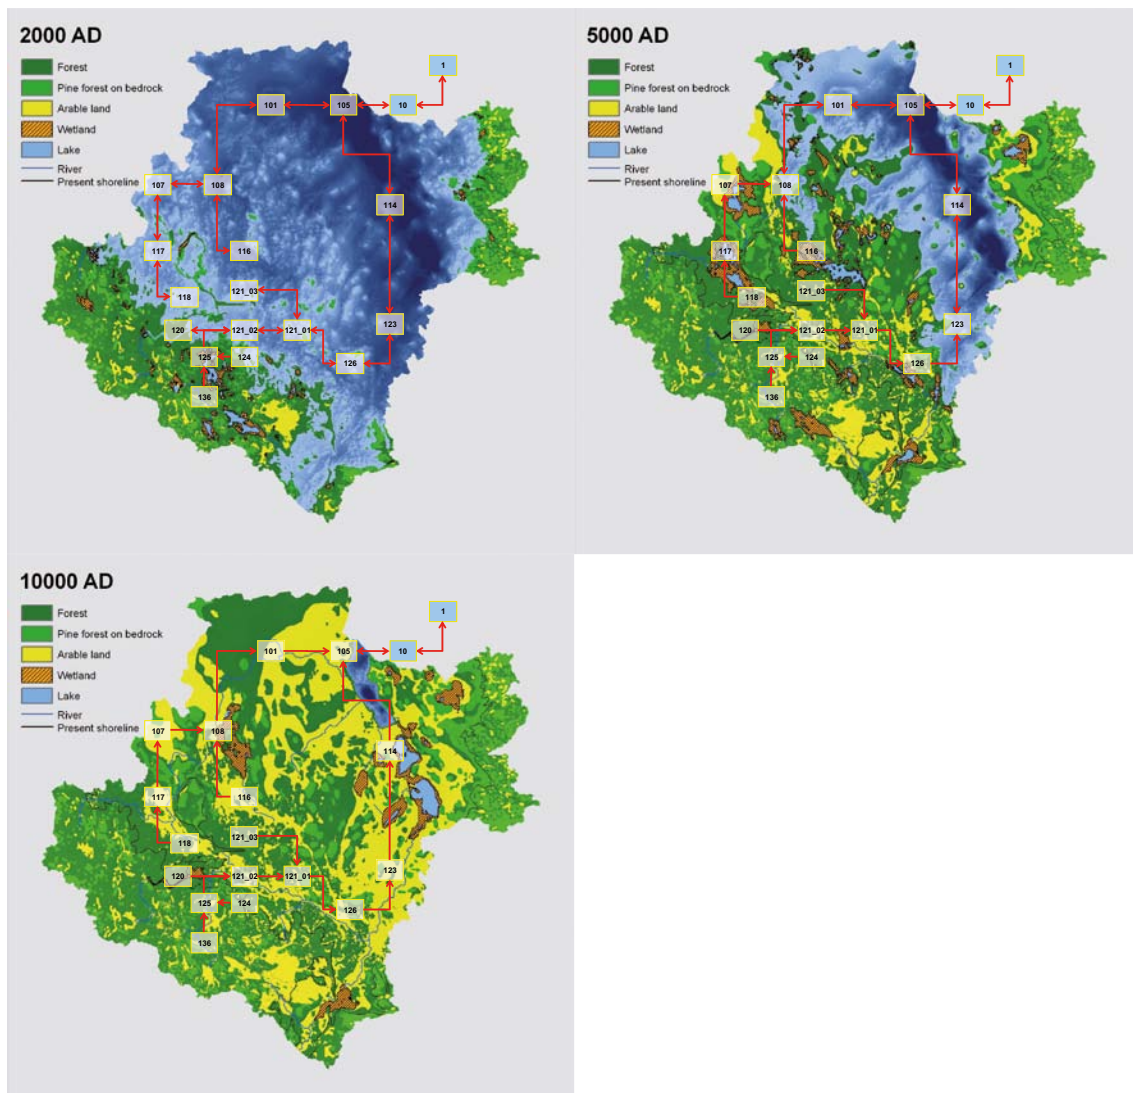 2000 AD
Forest
Pine forest on bedrock
Arable land
Wetland
Lake
River
Present shoreline
1
101
105
10
107
108
114
117
116
118
121_03
120
121_02
121_01
123
125
124
126
136
5000 AD
Forest
Pine forest on bedrock
Arable land
Wetland
Lake
River
Present shoreline
1
101
105
10
107
108
114
117
116
118
121_03
120
121_02
121_01
123
125
124
126
136
10000 AD
Forest
Pine forest on bedrock
Arable land
Wetland
Lake
River
Present shoreline
1
101
105
10
107
108
114
117
116
118
121_03
120
121_02
121_01
123
125
124
126
136